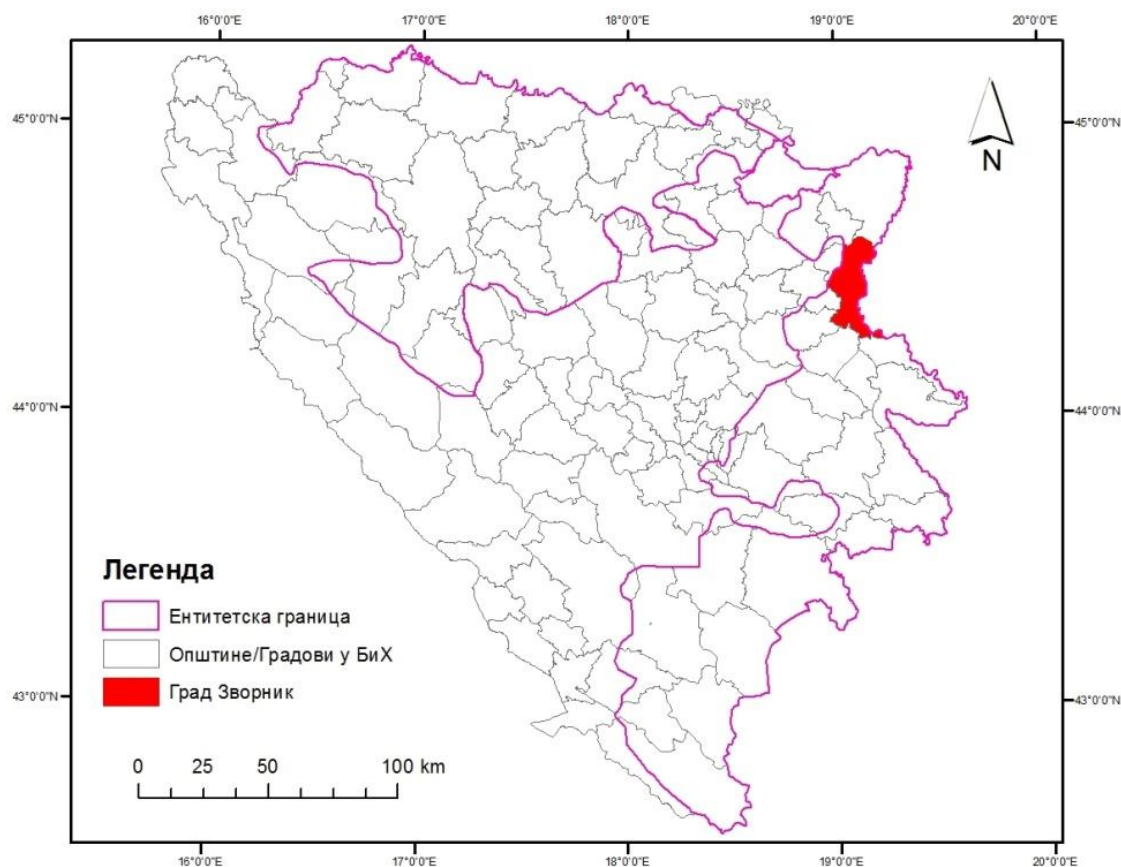 16°0'0"E 17°0'0"E 18°0'0"E 19°0'0"E 20°0'0"E
45°0'0"N 45°0'0"N
N
44°0'0"N 44°0'0"N
Легенда
Ентитетска граница
Општине/Градови у БиХ
Град Зворник
43°0'0"N 43°0'0"N
0 25 50 100 km
16°0'0"E 17°0'0"E 18°0'0"E 19°0'0"E 20°0'0"E